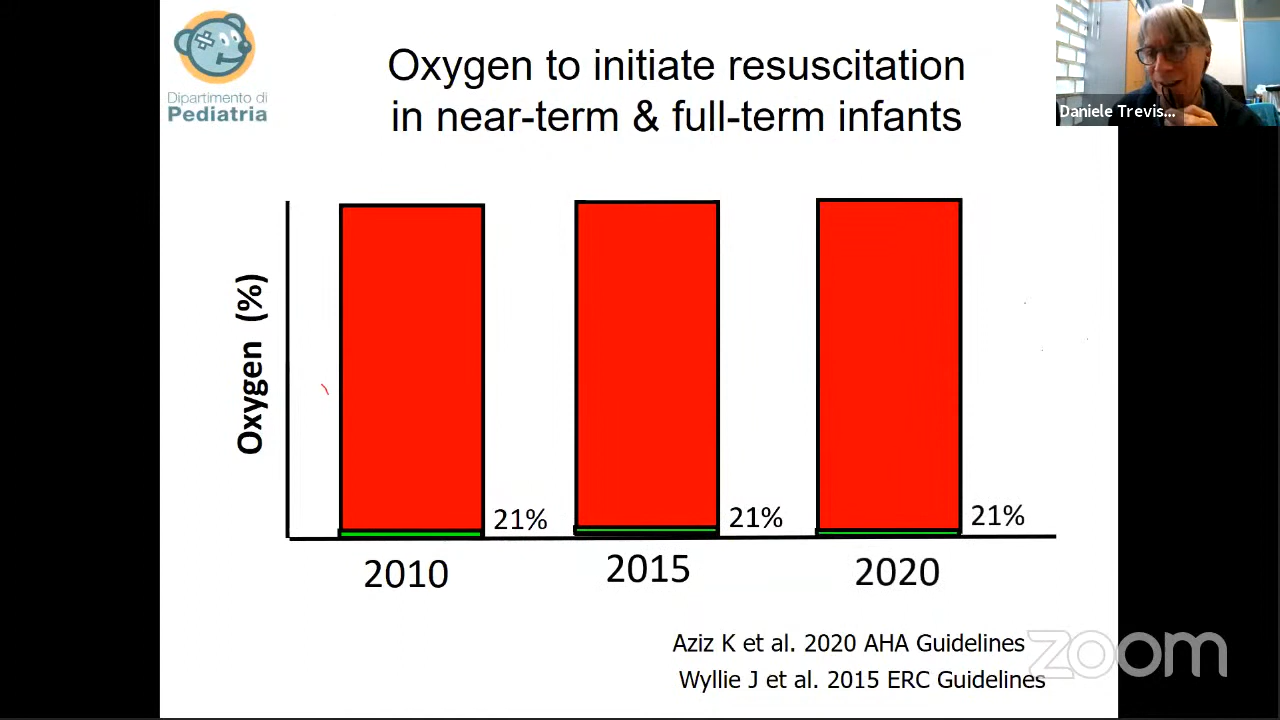 Dipartimento di
Pediatria
Oxygen to initiate resuscitation
in near-term & full-term infants
Daniele Trevis...
Oxygen (%)
21%
21%
21%
2010
2015
2020
Aziz K et al. 2020 AHA Guidelines
Wyllie J et al. 2015 ERC Guidelines
zoom